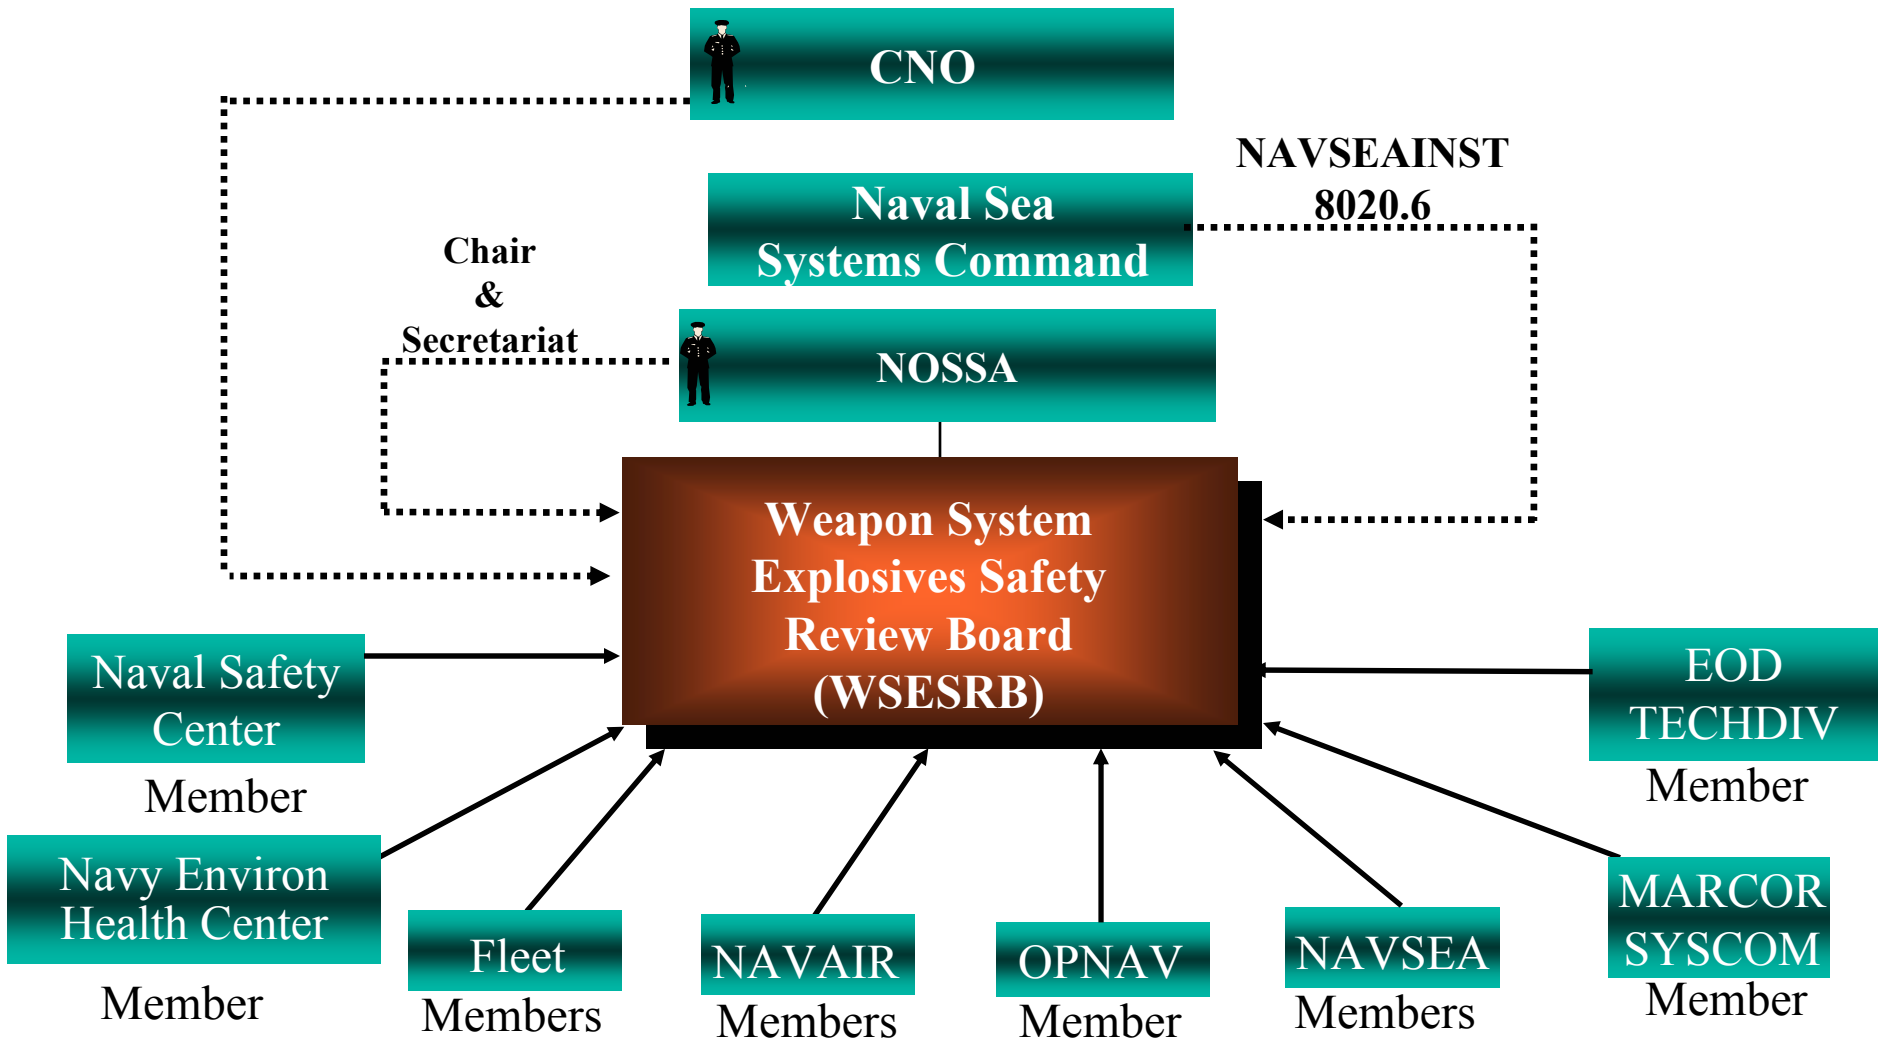 CNO
NAVSEAINST
8020.6
Naval Sea
Systems Command
Chair
&
Secretariat
NOSSA
Weapon System
Explosives Safety
Review Board
(WSESRB)
Naval Safety
Center
Member
EOD
TECHDIV
Member
Navy Environ
Health Center
Member
Fleet
Members
NAVAIR
Members
OPNAV
Member
NAVSEA
Members
MARCOR
SYSCOM
Member